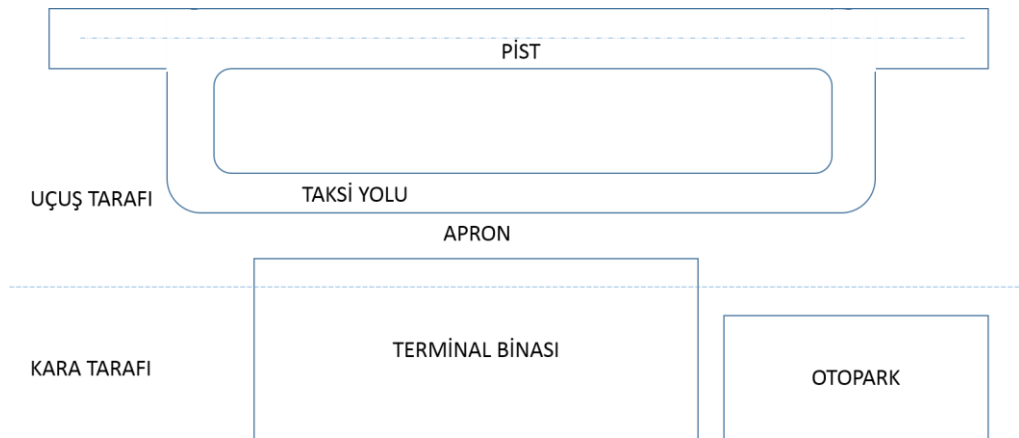 PİST
TAKSİ YOLU
UÇUŞ TARAFI
APRON
TERMİNAL BİNASI
KARA TARAFI
OTOPARK